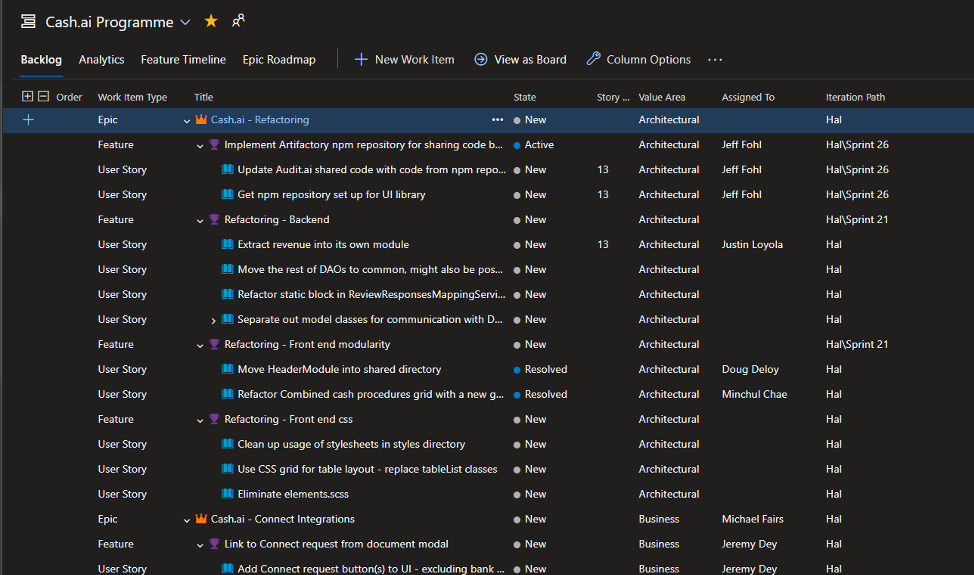 Cash.ai Programme
Backlog Analytics Feature Timeline Epic Roadmap New Work Item View as Board Column Options ...
Order Work Item Type Title State Story ... Value Area Assigned To Iteration Path
Epic Cash.ai - Refactoring ... New Architectural Hal
Feature Implement Artifactory npm repository for sharing code b... Active Architectural Jeff Fohl Hal\Sprint 26
User Story Update Audit.ai shared code with code from npm repo... New 13 Architectural Jeff Fohl Hal\Sprint 26
User Story Get npm repository set up for UI library New 13 Architectural Jeff Fohl Hal\Sprint 26
Feature Refactoring - Backend New Architectural Hal\Sprint 21
User Story Extract revenue into its own module New 13 Architectural Justin Loyola Hal
User Story Move the rest of DAOs to common, might also be pos... New Architectural Hal
User Story Refactor static block in ReviewResponsesMappingServi... New Architectural Hal
User Story Separate out model classes for communication with D... New Architectural Hal
Feature Refactoring - Front end modularity New Architectural Hal\Sprint 21
User Story Move HeaderModule into shared directory Resolved Architectural Doug Deloy Hal
User Story Refactor Combined cash procedures grid with a new g... Resolved Architectural Minchul Chae Hal
Feature Refactoring - Front end css New Architectural Hal
User Story Clean up usage of stylesheets in styles directory New Architectural Hal
User Story Use CSS grid for table layout - replace tableList classes New Architectural Hal
User Story Eliminate elements.scss New Architectural Hal
Epic Cash.ai - Connect Integrations New Business Michael Fairs Hal
Feature Link to Connect request from document modal New Business Jeremy Dey Hal
User Story Add Connect request button(s) to UI - excluding bank ... New Business Jeremy Dey Hal